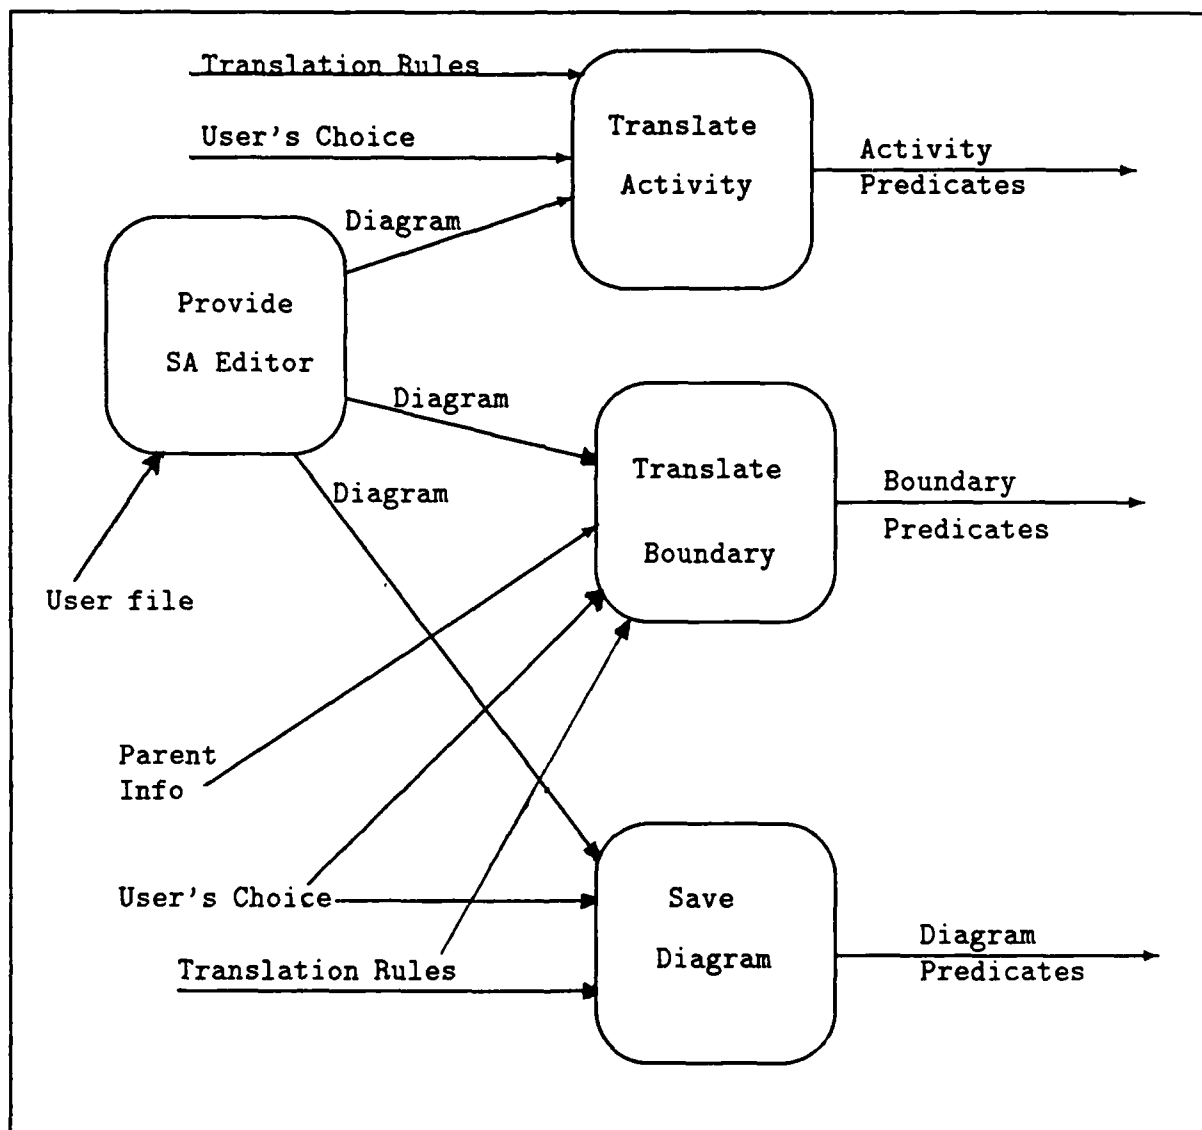 Translation Rules
User's Choice
Translate
Activity
Activity
Predicates
Diagram
Provide
SA Editor
Diagram
Diagram
Translate
Boundary
Boundary
Predicates
User file
Parent
Info
User's Choice
Translation Rules
Save
Diagram
Diagram
Predicates